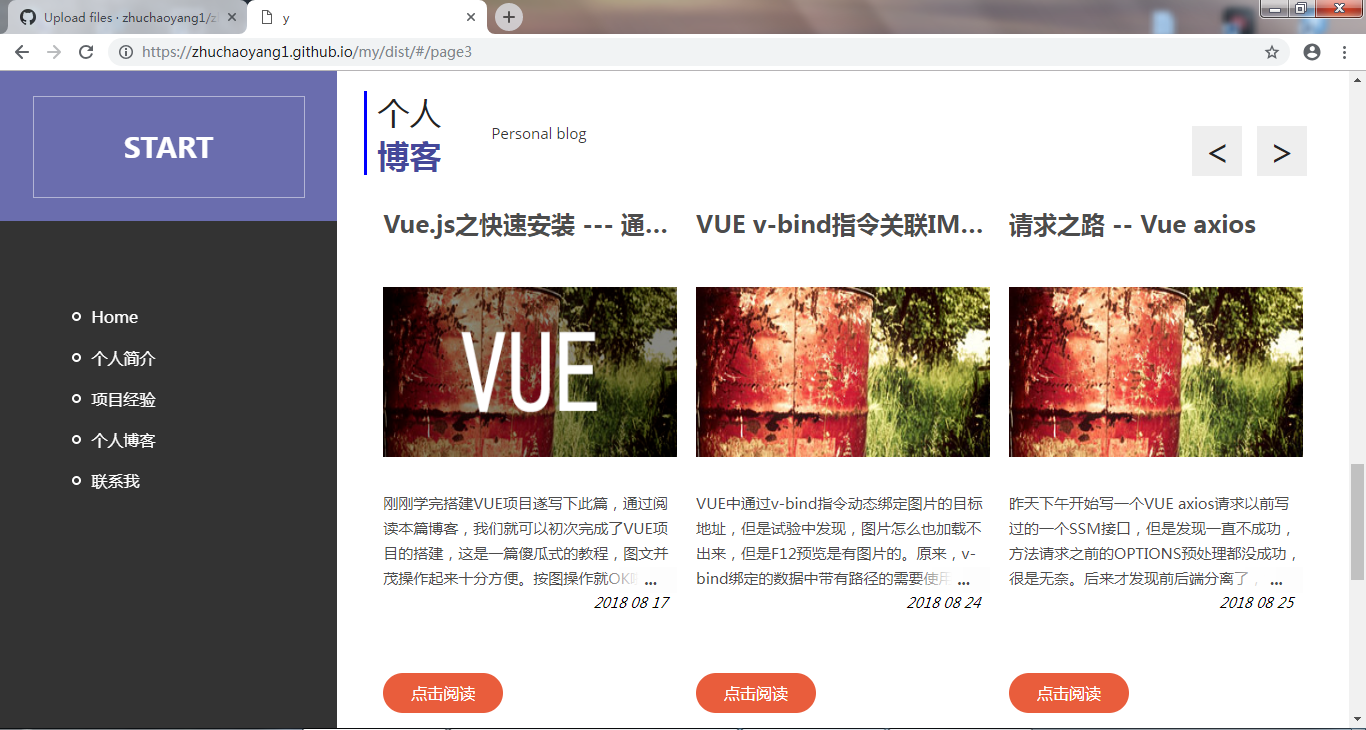 Upload files · zhuchaoyang1/z
y
https://zhuchaoyang1.github.io/my/dist/#/page3
START
Home
个人简介
项目经验
个人博客
联系我
个人
博客
Personal blog
<
>
Vue.js之快速安装 --- 通...
VUE
刚刚学完搭建VUE项目遂写下此篇，通过阅
读本篇博客，我们就可以初次完成了VUE项
目的搭建，这是一篇傻瓜式的教程，图文并
茂操作起来十分方便。按图操作就OK啦...
2018 08 17
点击阅读
VUE v-bind指令关联IM...
VUE中通过v-bind指令动态绑定图片的目标
地址，但是试验中发现，图片怎么也加载不
出来，但是F12预览是有图片的。原来，v-
bind绑定的数据中带有路径的需要使用...
2018 08 24
点击阅读
请求之路 -- Vue axios
昨天下午开始写一个VUE axios请求以前写
过的一个SSM接口，但是发现一直不成功，
方法请求之前的OPTIONS预处理都没成功，
很是无奈。后来才发现前后端分离了，...
2018 08 25
点击阅读